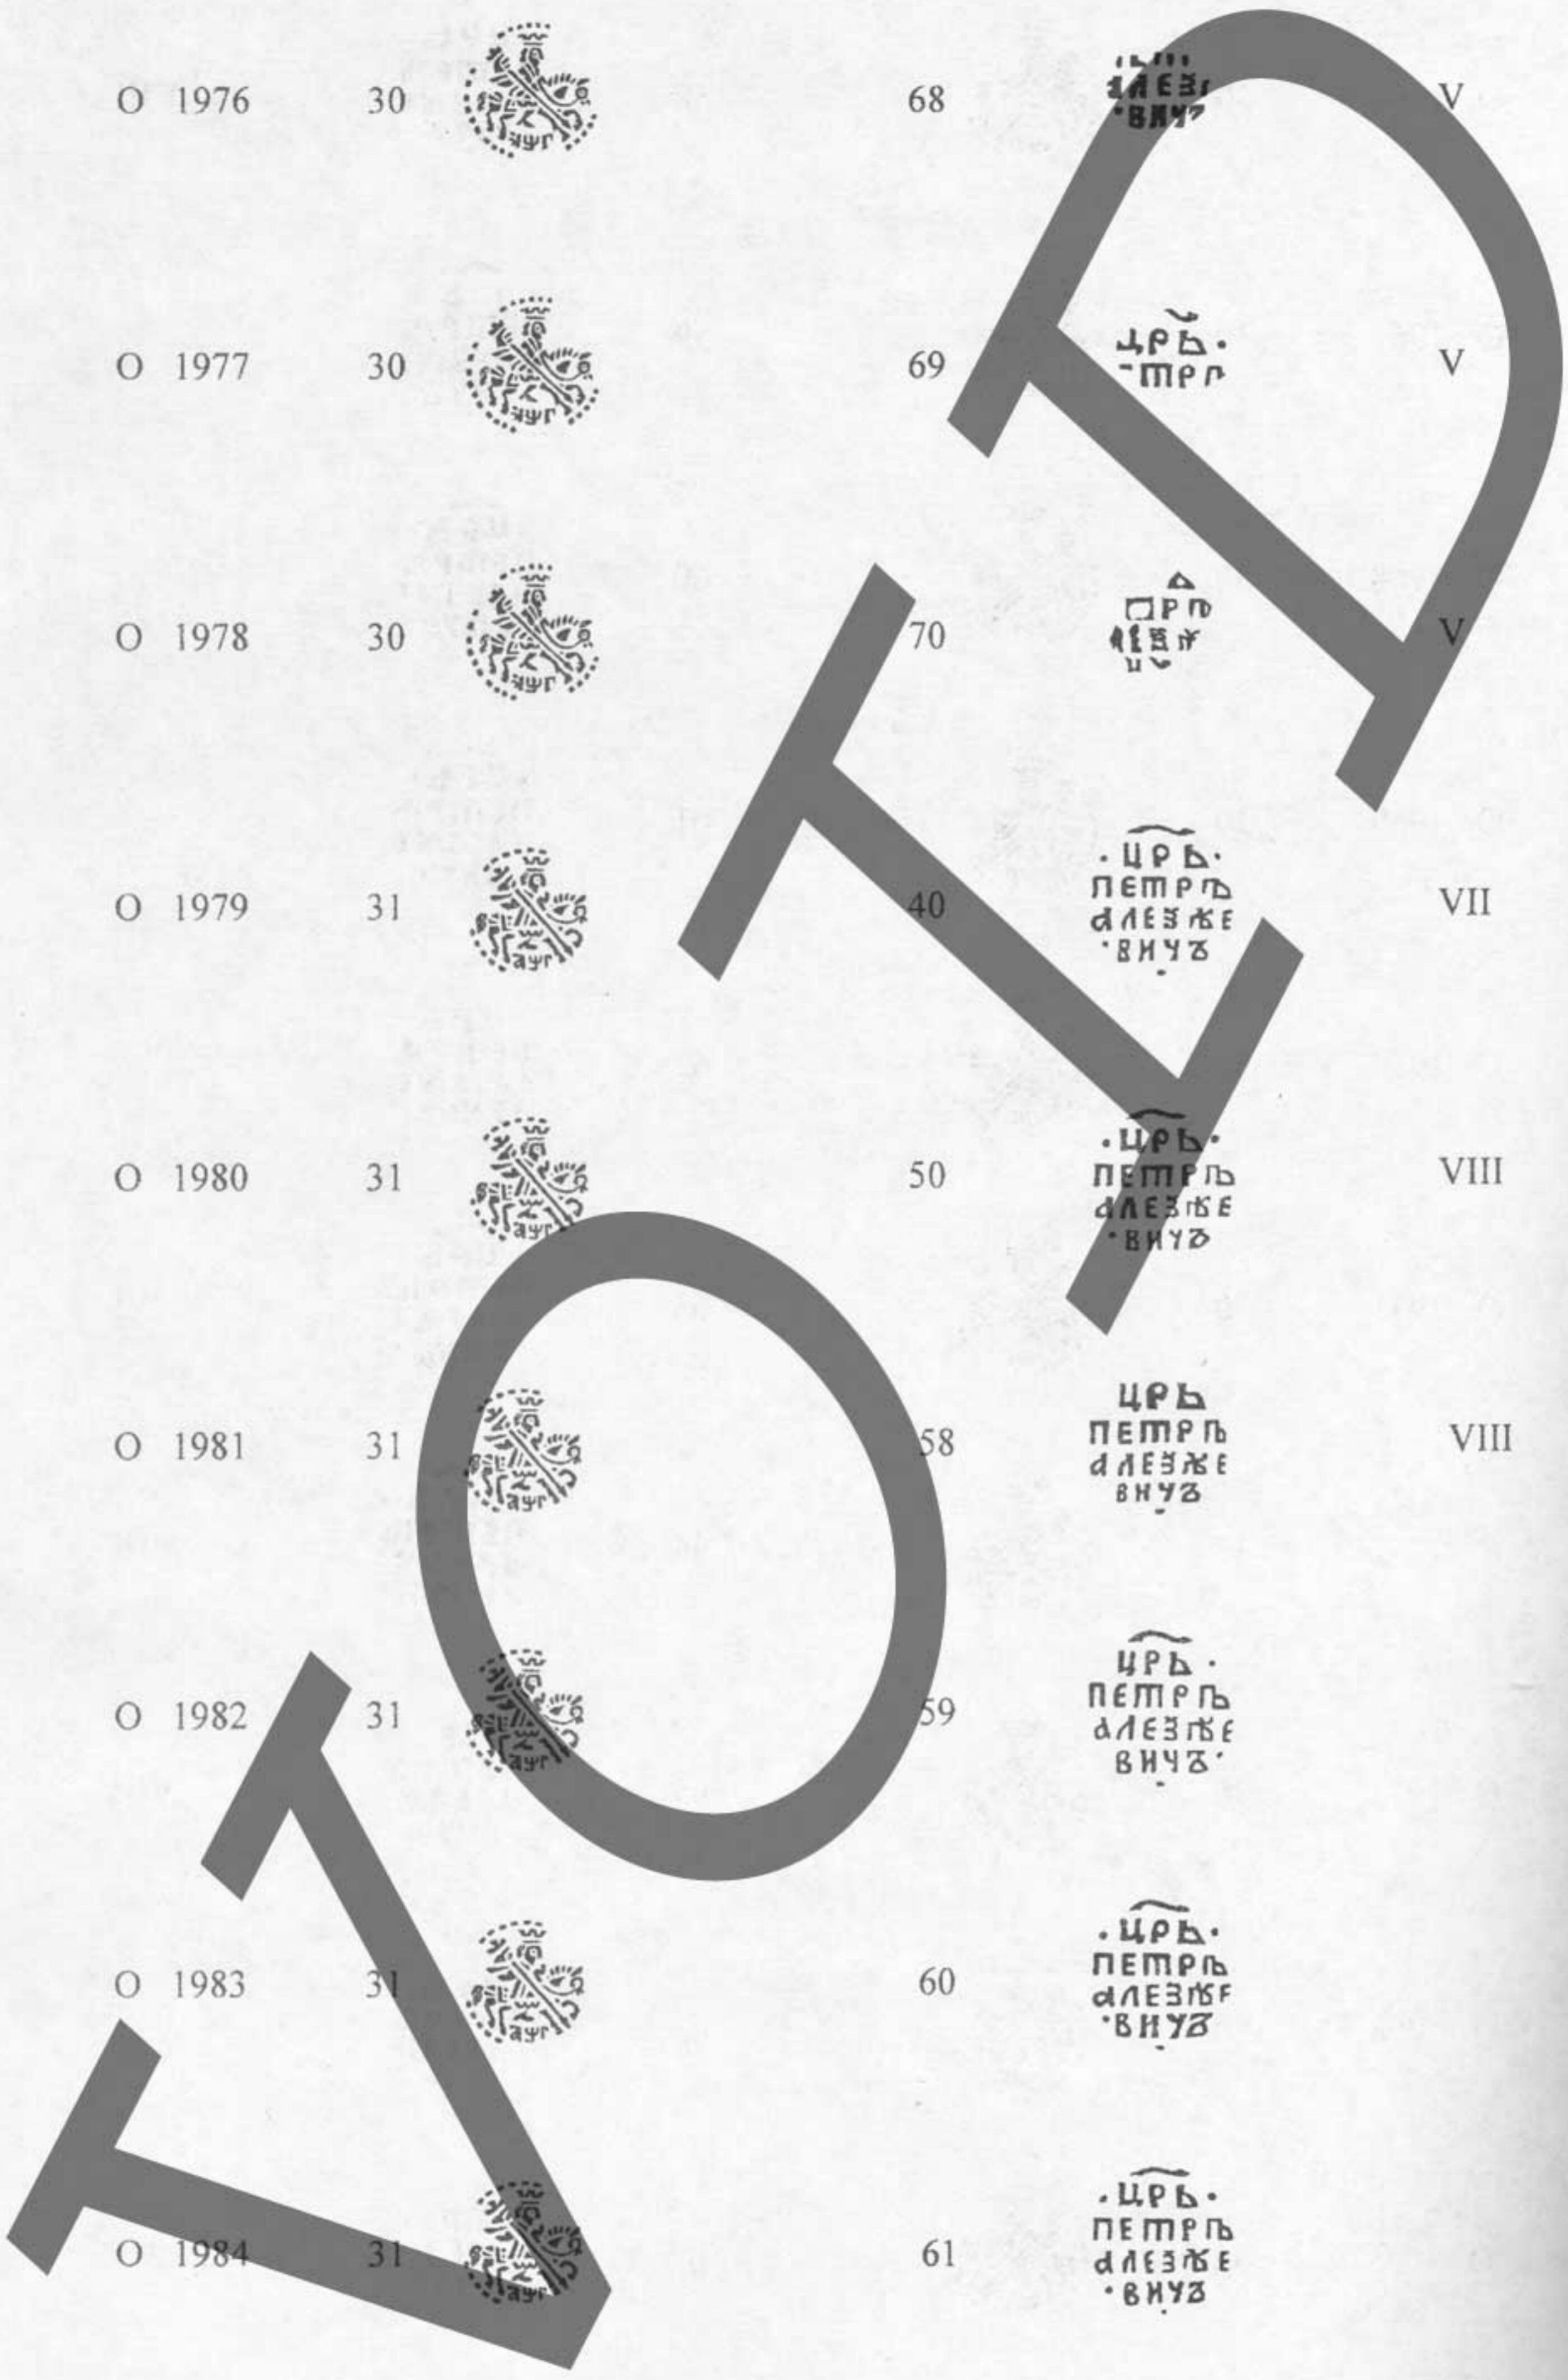 O 1976 30 68 V
ВИЧ
O 1977 30 69 V
ЦРЬ·
O 1978 30 70 V
O 1979 31 40 VII
·ЦРЬ·
ПЕТРЪ
АЛЕЗѢЕ
·ВИЧЪ
O 1980 31 50 VIII
·ЦРЬ·
ПЕТРЪ
АЛЕЗѢЕ
·ВИЧЪ
O 1981 31 58 VIII
ЦРЬ
ПЕТРЪ
АЛЕЗѢЕ
ВИЧЪ
O 1982 31 59
ЦРЬ·
ПЕТРЪ
АЛЕЗѢЕ
ВИЧЪ·
O 1983 31 60
·ЦРЬ·
ПЕТРЪ
АЛЕЗѢЕ
·ВИЧЪ
O 1984 31 61
·ЦРЬ·
ПЕТРЪ
АЛЕЗѢЕ
·ВИЧЪ
VOID